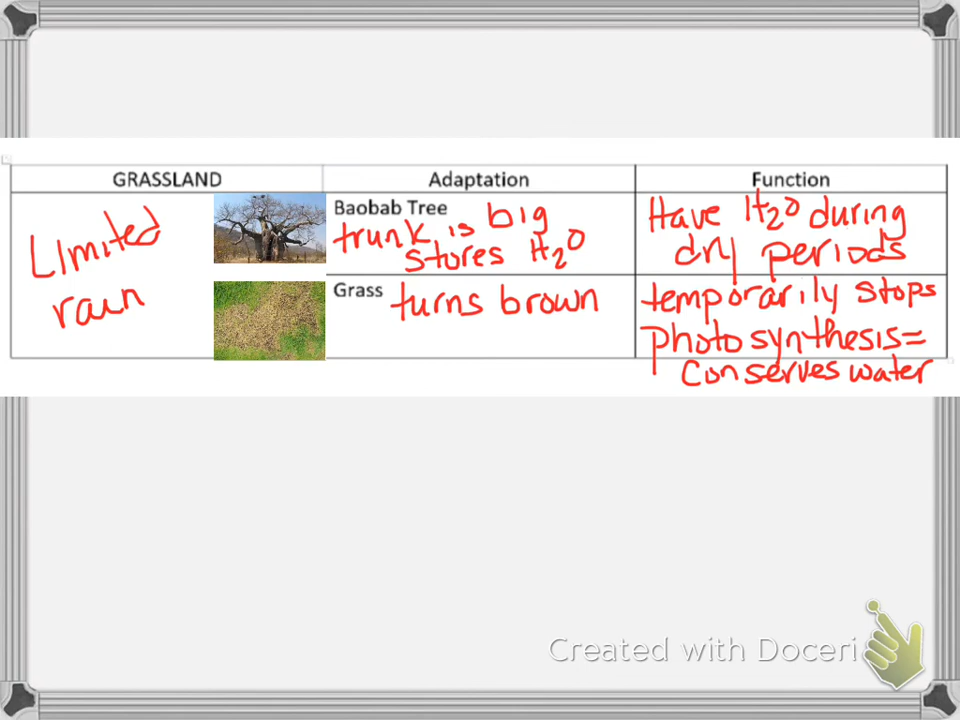 GRASSLAND Adaptation Function
Limited
rain
Baobab Tree
trunk is big
stores H2O
Have H2O during
dry periods
Grass turns brown
temporarily stops
photosynthesis=
conserves water
Created with Doceri